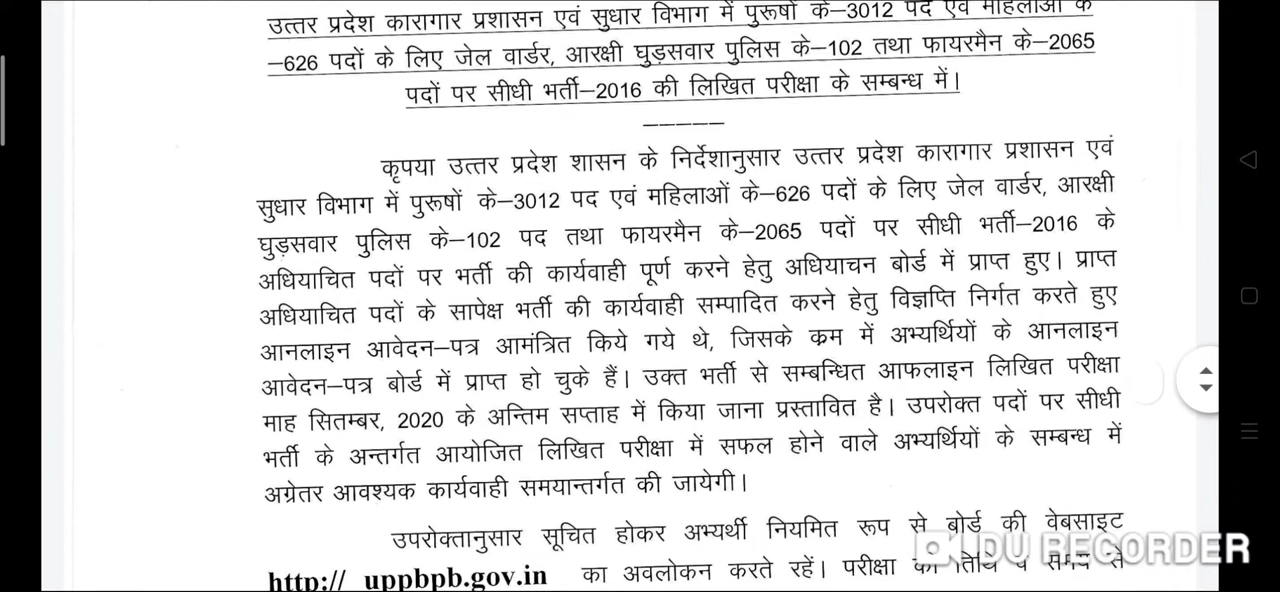 उत्तर प्रदेश कारागार प्रशासन एवं सुधार विभाग में पुरूषों के–3012 पद एवं महिलाओं के
–626 पदों के लिए जेल वार्डर, आरक्षी घुड़सवार पुलिस के–102 तथा फायरमैन के–2065
पदों पर सीधी भर्ती–2016 की लिखित परीक्षा के सम्बन्ध में।
–––––
कृपया उत्तर प्रदेश शासन के निर्देशानुसार उत्तर प्रदेश कारागार प्रशासन एवं
सुधार विभाग में पुरूषों के–3012 पद एवं महिलाओं के–626 पदों के लिए जेल वार्डर, आरक्षी
घुड़सवार पुलिस के–102 पद तथा फायरमैन के–2065 पदों पर सीधी भर्ती–2016 के
अधियाचित पदों पर भर्ती की कार्यवाही पूर्ण करने हेतु अधियाचन बोर्ड में प्राप्त हुए। प्राप्त
अधियाचित पदों के सापेक्ष भर्ती की कार्यवाही सम्पादित करने हेतु विज्ञप्ति निर्गत करते हुए
आनलाइन आवेदन–पत्र आमंत्रित किये गये थे, जिसके क्रम में अभ्यर्थियों के आनलाइन
आवेदन–पत्र बोर्ड में प्राप्त हो चुके हैं। उक्त भर्ती से सम्बन्धित आफलाइन लिखित परीक्षा
माह सितम्बर, 2020 के अन्तिम सप्ताह में किया जाना प्रस्तावित है। उपरोक्त पदों पर सीधी
भर्ती के अन्तर्गत आयोजित लिखित परीक्षा में सफल होने वाले अभ्यर्थियों के सम्बन्ध में
अग्रेतर आवश्यक कार्यवाही समयान्तर्गत की जायेगी।
उपरोक्तानुसार सूचित होकर अभ्यर्थी नियमित रूप से बोर्ड की वेबसाइट
http:// uppbpb.gov.in का अवलोकन करते रहें। परीक्षा की तिथि व समय से
DU RECORDER